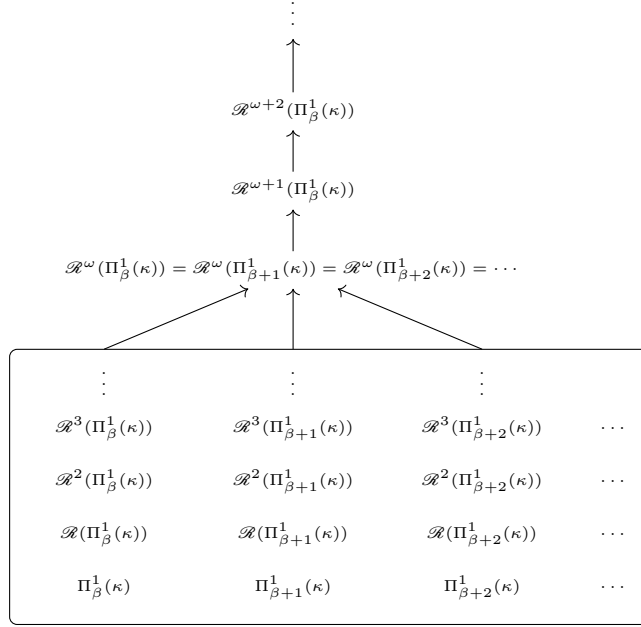 ⋮
ℛ^{ω+2}(Π^1_β(κ))
ℛ^{ω+1}(Π^1_β(κ))
ℛ^ω(Π^1_β(κ)) = ℛ^ω(Π^1_{β+1}(κ)) = ℛ^ω(Π^1_{β+2}(κ)) = ⋯
⋮ ⋮ ⋮
ℛ^3(Π^1_β(κ)) ℛ^3(Π^1_{β+1}(κ)) ℛ^3(Π^1_{β+2}(κ)) ⋯
ℛ^2(Π^1_β(κ)) ℛ^2(Π^1_{β+1}(κ)) ℛ^2(Π^1_{β+2}(κ)) ⋯
ℛ(Π^1_β(κ)) ℛ(Π^1_{β+1}(κ)) ℛ(Π^1_{β+2}(κ)) ⋯
Π^1_β(κ) Π^1_{β+1}(κ) Π^1_{β+2}(κ) ⋯